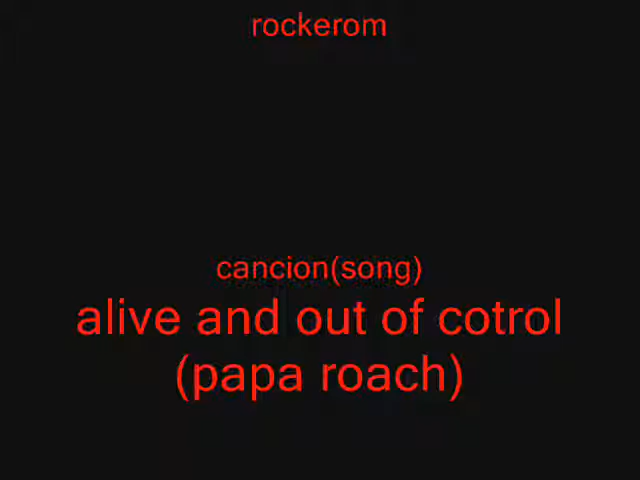 rockerom
cancion(song)
alive and out of cotrol
(papa roach)